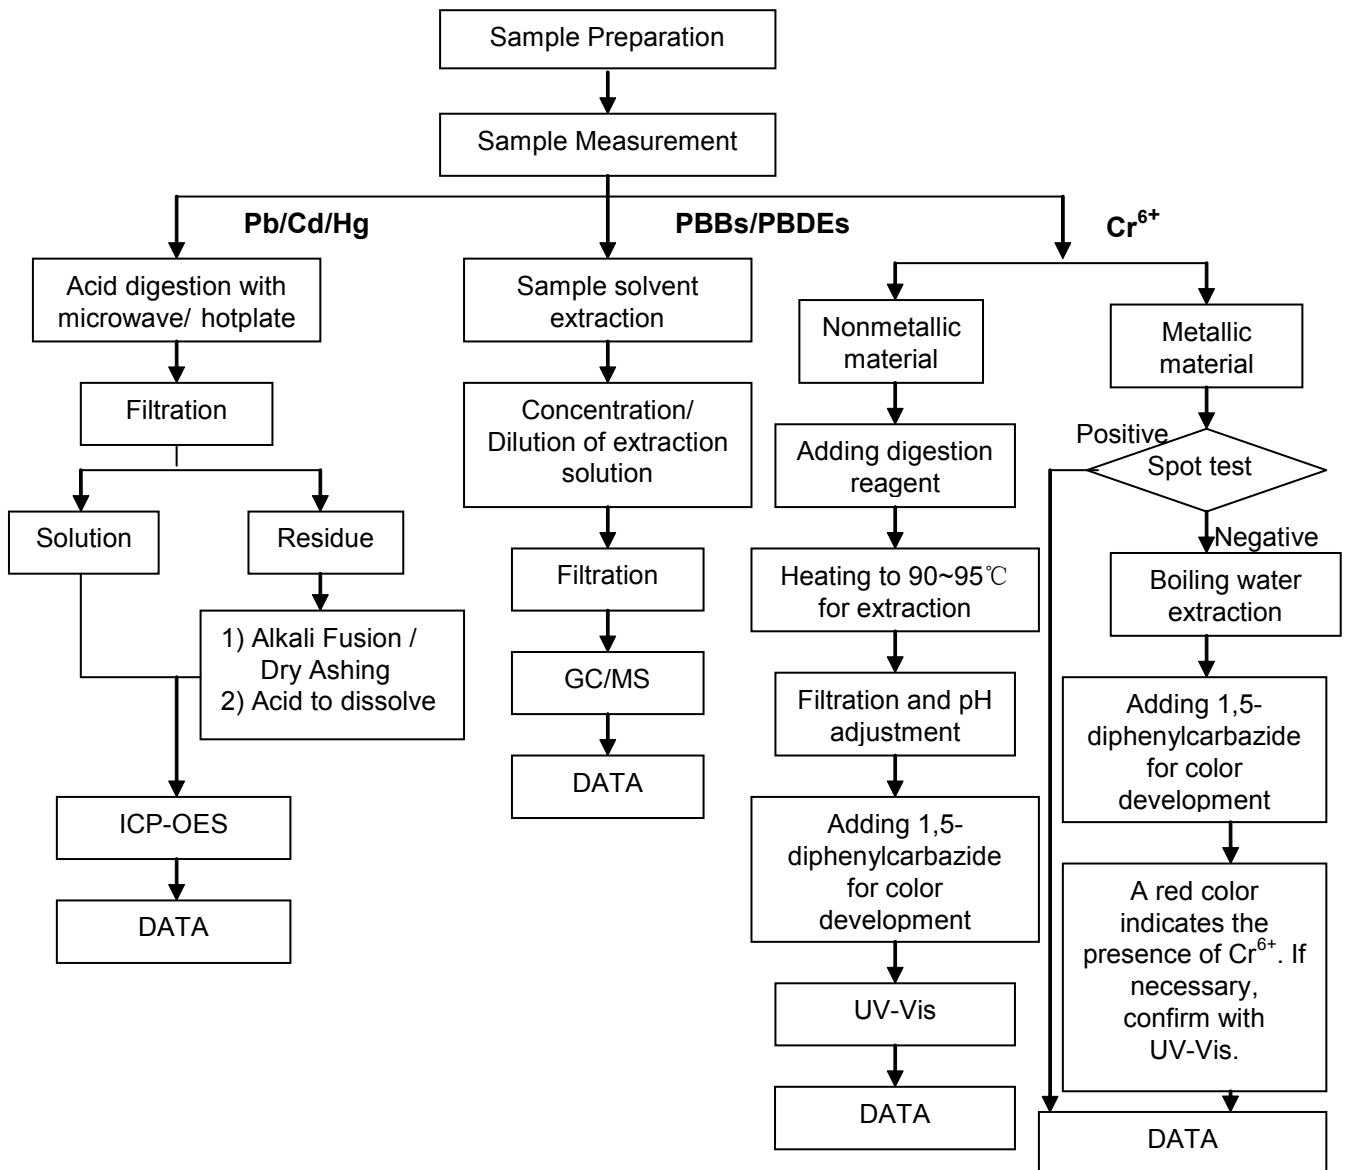 Sample Preparation
Sample Measurement
Pb/Cd/Hg
PBBs/PBDEs
Cr⁶⁺
Acid digestion with
microwave/ hotplate
Filtration
Solution
Residue
1) Alkali Fusion /
Dry Ashing
2) Acid to dissolve
ICP-OES
DATA
Sample solvent
extraction
Concentration/
Dilution of extraction
solution
Filtration
GC/MS
DATA
Nonmetallic
material
Adding digestion
reagent
Heating to 90~95℃
for extraction
Filtration and pH
adjustment
Adding 1,5-
diphenylcarbazide
for color
development
UV-Vis
DATA
Metallic
material
Positive
Spot test
Negative
Boiling water
extraction
Adding 1,5-
diphenylcarbazide
for color
development
A red color
indicates the
presence of Cr⁶⁺. If
necessary,
confirm with
UV-Vis.
DATA